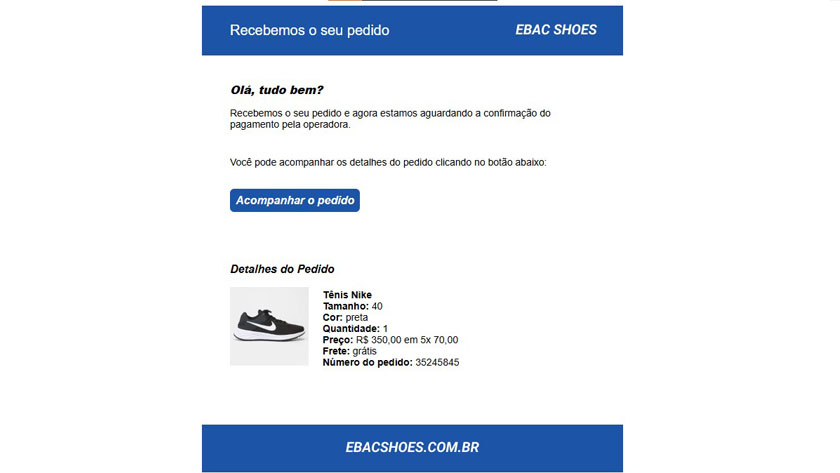 Recebemos o seu pedido
EBAC SHOES
Olá, tudo bem?
Recebemos o seu pedido e agora estamos aguardando a confirmação do
pagamento pela operadora.
Você pode acompanhar os detalhes do pedido clicando no botão abaixo:
Acompanhar o pedido
Detalhes do Pedido
Tênis Nike
Tamanho: 40
Cor: preta
Quantidade: 1
Preço: R$ 350,00 em 5x 70,00
Frete: grátis
Número do pedido: 35245845
EBACSHOES.COM.BR